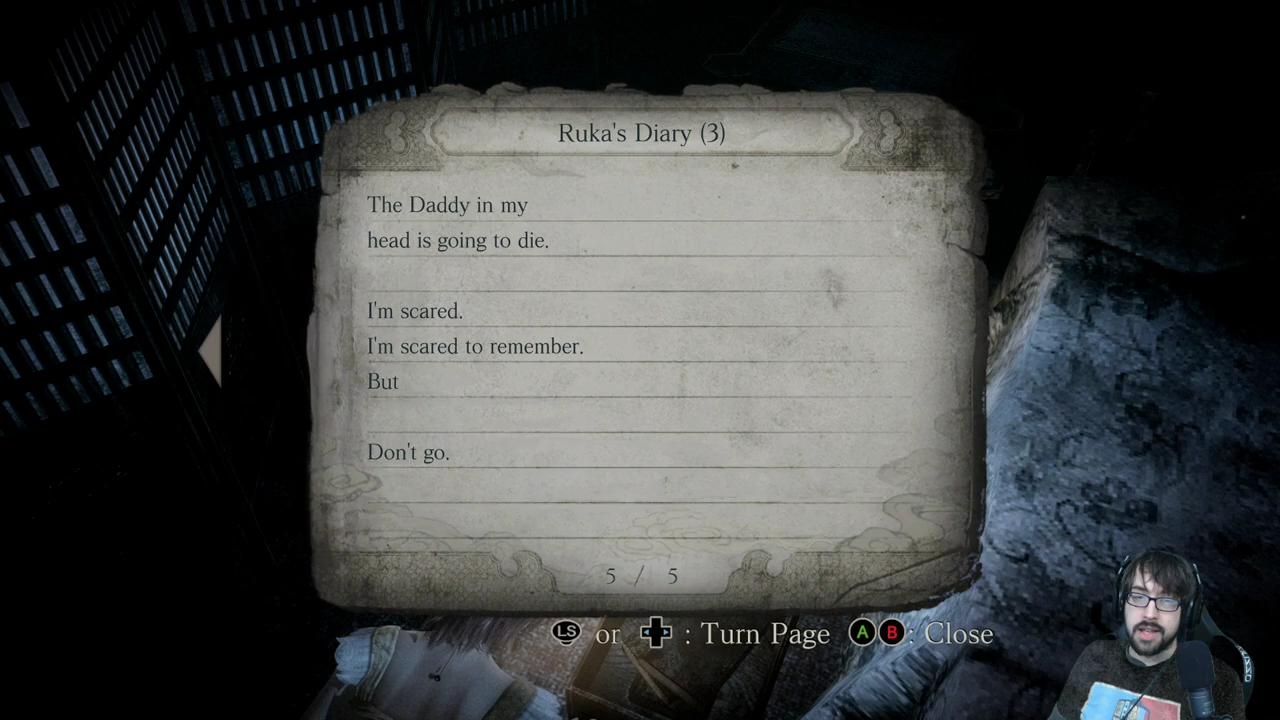 Ruka's Diary (3)
The Daddy in my
head is going to die.
I'm scared.
I'm scared to remember.
But
Don't go.
5 / 5
LS or : Turn Page A B : Close